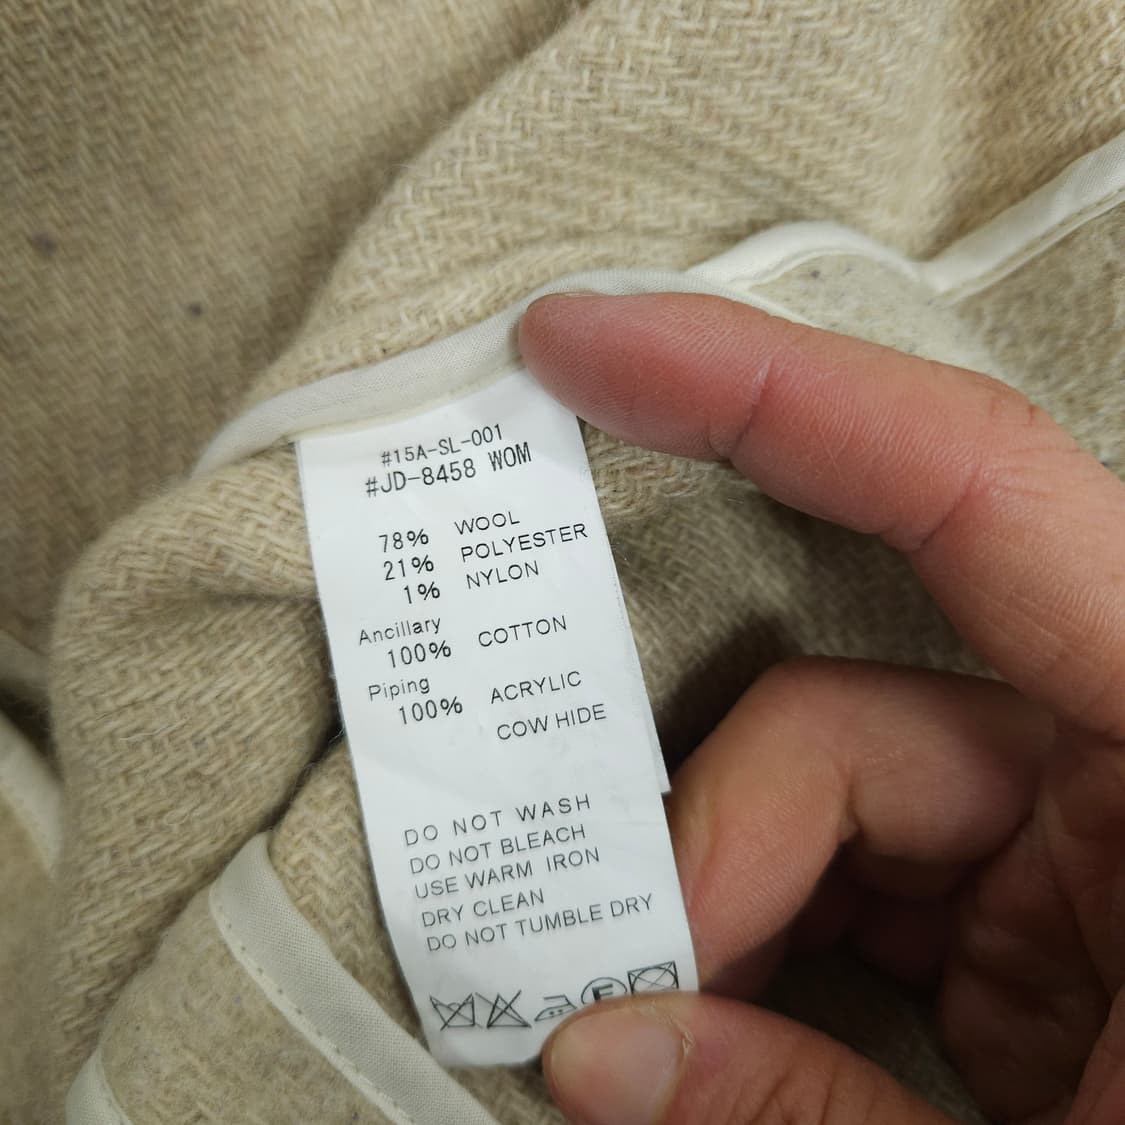 #15A-SL-001
#JD-8458 WOM
78% WOOL
21% POLYESTER
1% NYLON
Ancillary
100% COTTON
Piping
100% ACRYLIC
COW HIDE
DO NOT WASH
DO NOT BLEACH
USE WARM IRON
DRY CLEAN
DO NOT TUMBLE DRY
F